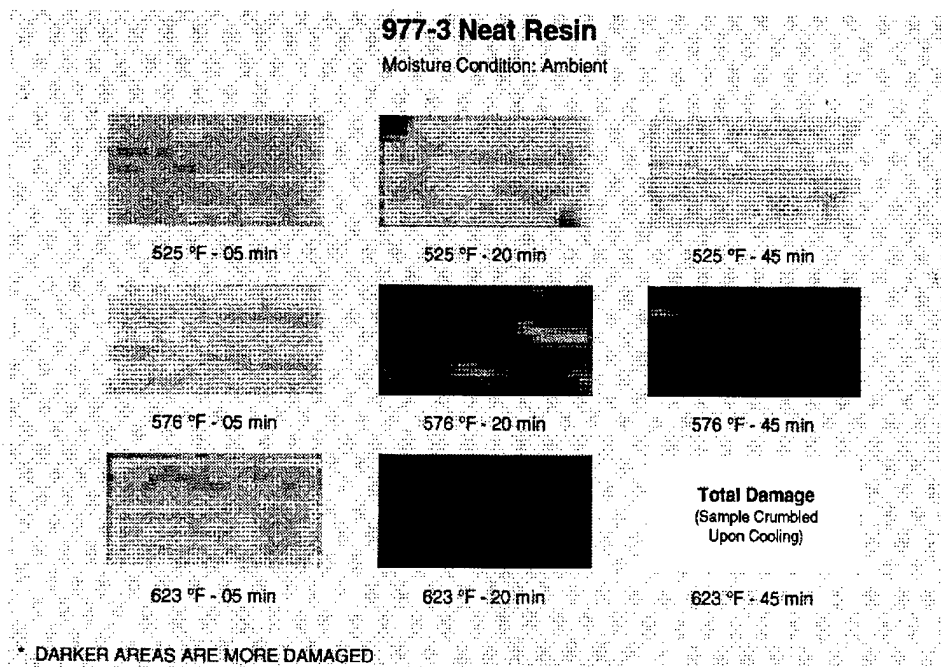 977-3 Neat Resin
Moisture Condition: Ambient
525 °F - 05 min
525 °F - 20 min
525 °F - 45 min
576 °F - 05 min
576 °F - 20 min
576 °F - 45 min
Total Damage
(Sample Crumbled
Upon Cooling)
623 °F - 05 min
623 °F - 20 min
623 °F - 45 min
* DARKER AREAS ARE MORE DAMAGED